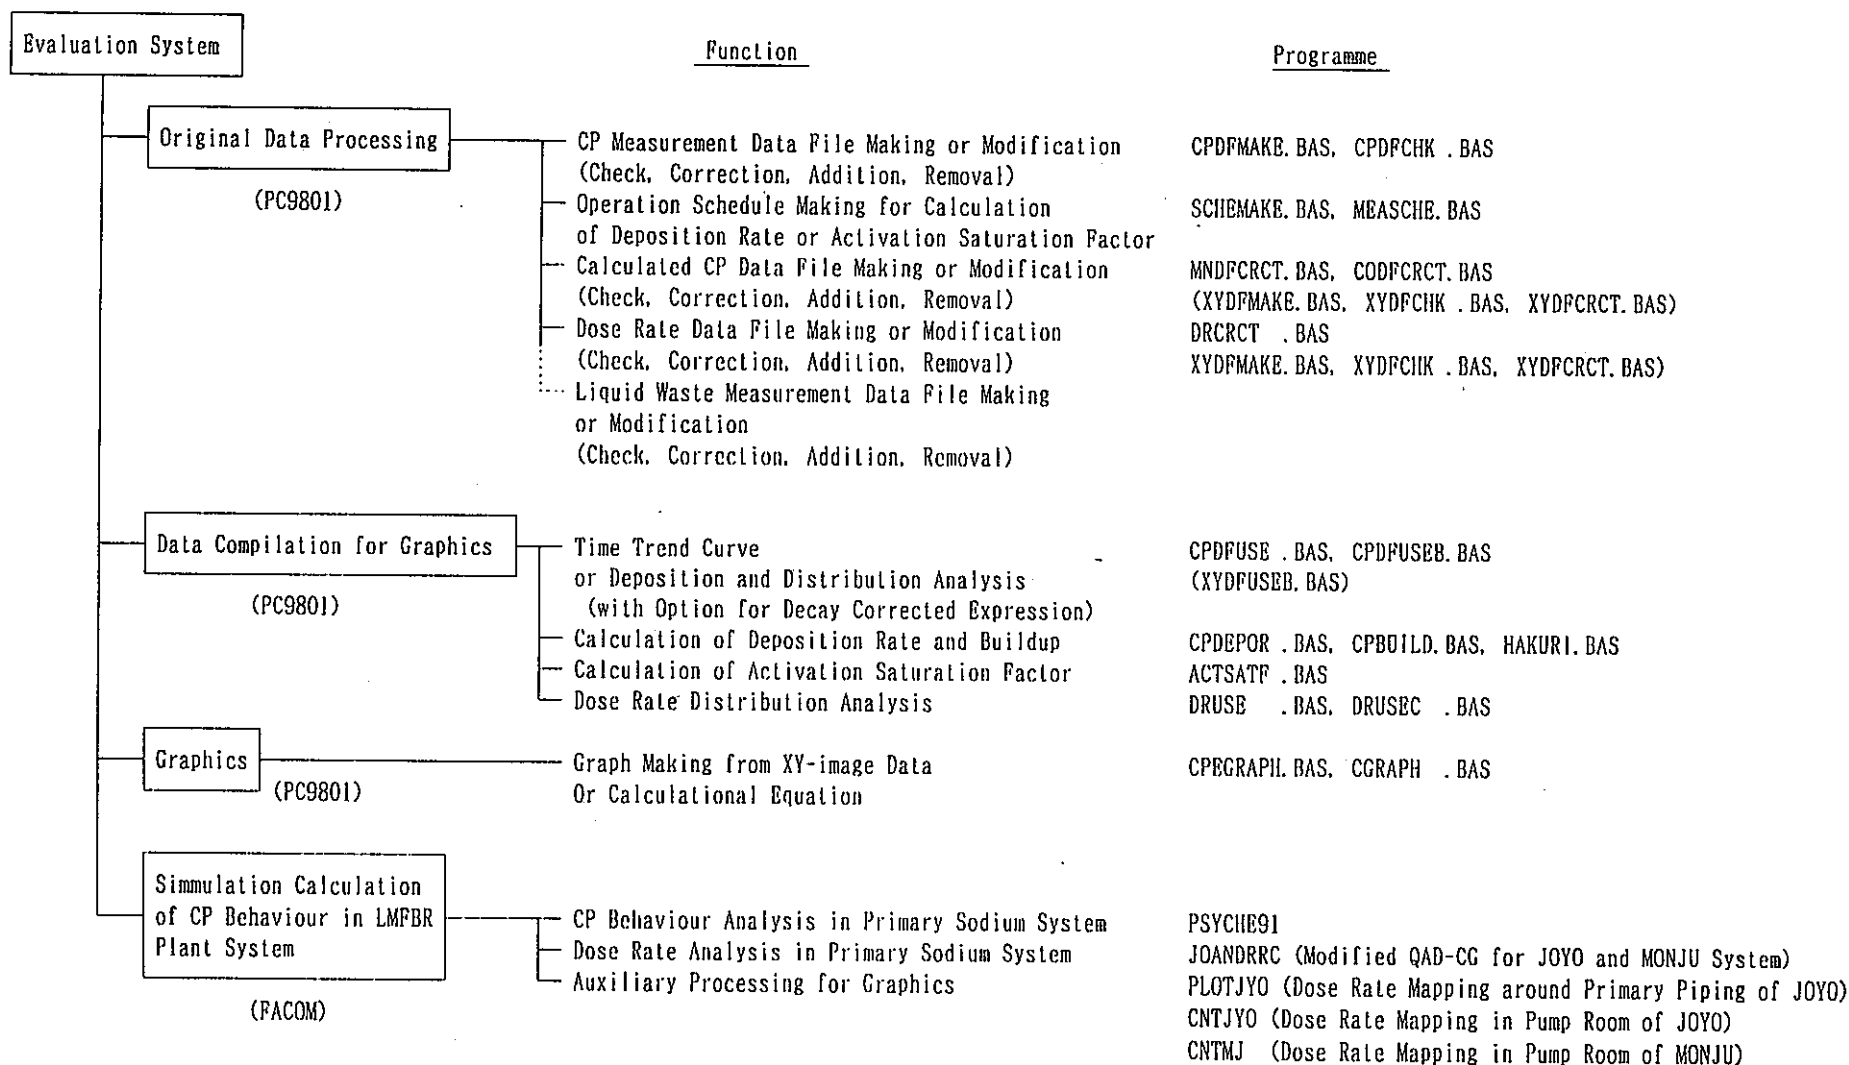 Evaluation System
Function
Programme
Original Data Processing
(PC9801)
CP Measurement Data File Making or Modification
(Check, Correction, Addition, Removal)
CPDFMAKE.BAS, CPDFCHK .BAS
Operation Schedule Making for Calculation
of Deposition Rate or Activation Saturation Factor
SCHEMAKE.BAS, MEASCHE.BAS
Calculated CP Data File Making or Modification
(Check, Correction, Addition, Removal)
MNDFCRCT.BAS, CODFCRCT.BAS
(XYDFMAKE.BAS, XYDFCHK .BAS, XYDFCRCT.BAS)
Dose Rate Data File Making or Modification
(Check, Correction, Addition, Removal)
DRCRCT .BAS
XYDFMAKE.BAS, XYDFCHK .BAS, XYDFCRCT.BAS)
Liquid Waste Measurement Data File Making
or Modification
(Check, Correction, Addition, Removal)
Data Compilation for Graphics
(PC9801)
Time Trend Curve
or Deposition and Distribution Analysis
(with Option for Decay Corrected Expression)
CPDFUSE .BAS, CPDFUSEB.BAS
(XYDFUSEB.BAS)
Calculation of Deposition Rate and Buildup
CPDEPOR .BAS, CPBUILD.BAS, HAKURI.BAS
Calculation of Activation Saturation Factor
ACTSATF .BAS
Dose Rate Distribution Analysis
DRUSE .BAS, DRUSEC .BAS
Graphics
(PC9801)
Graph Making from XY-image Data
Or Calculational Equation
CPEGRAPH.BAS, CGRAPH .BAS
Simmulation Calculation
of CP Behaviour in LMFBR
Plant System
(FACOM)
CP Behaviour Analysis in Primary Sodium System
PSYCHE91
Dose Rate Analysis in Primary Sodium System
JOANDRRC (Modified QAD-CG for JOYO and MONJU System)
Auxiliary Processing for Graphics
PLOTJYO (Dose Rate Mapping around Primary Piping of JOYO)
CNTJYO (Dose Rate Mapping in Pump Room of JOYO)
CNTMJ (Dose Rate Mapping in Pump Room of MONJU)